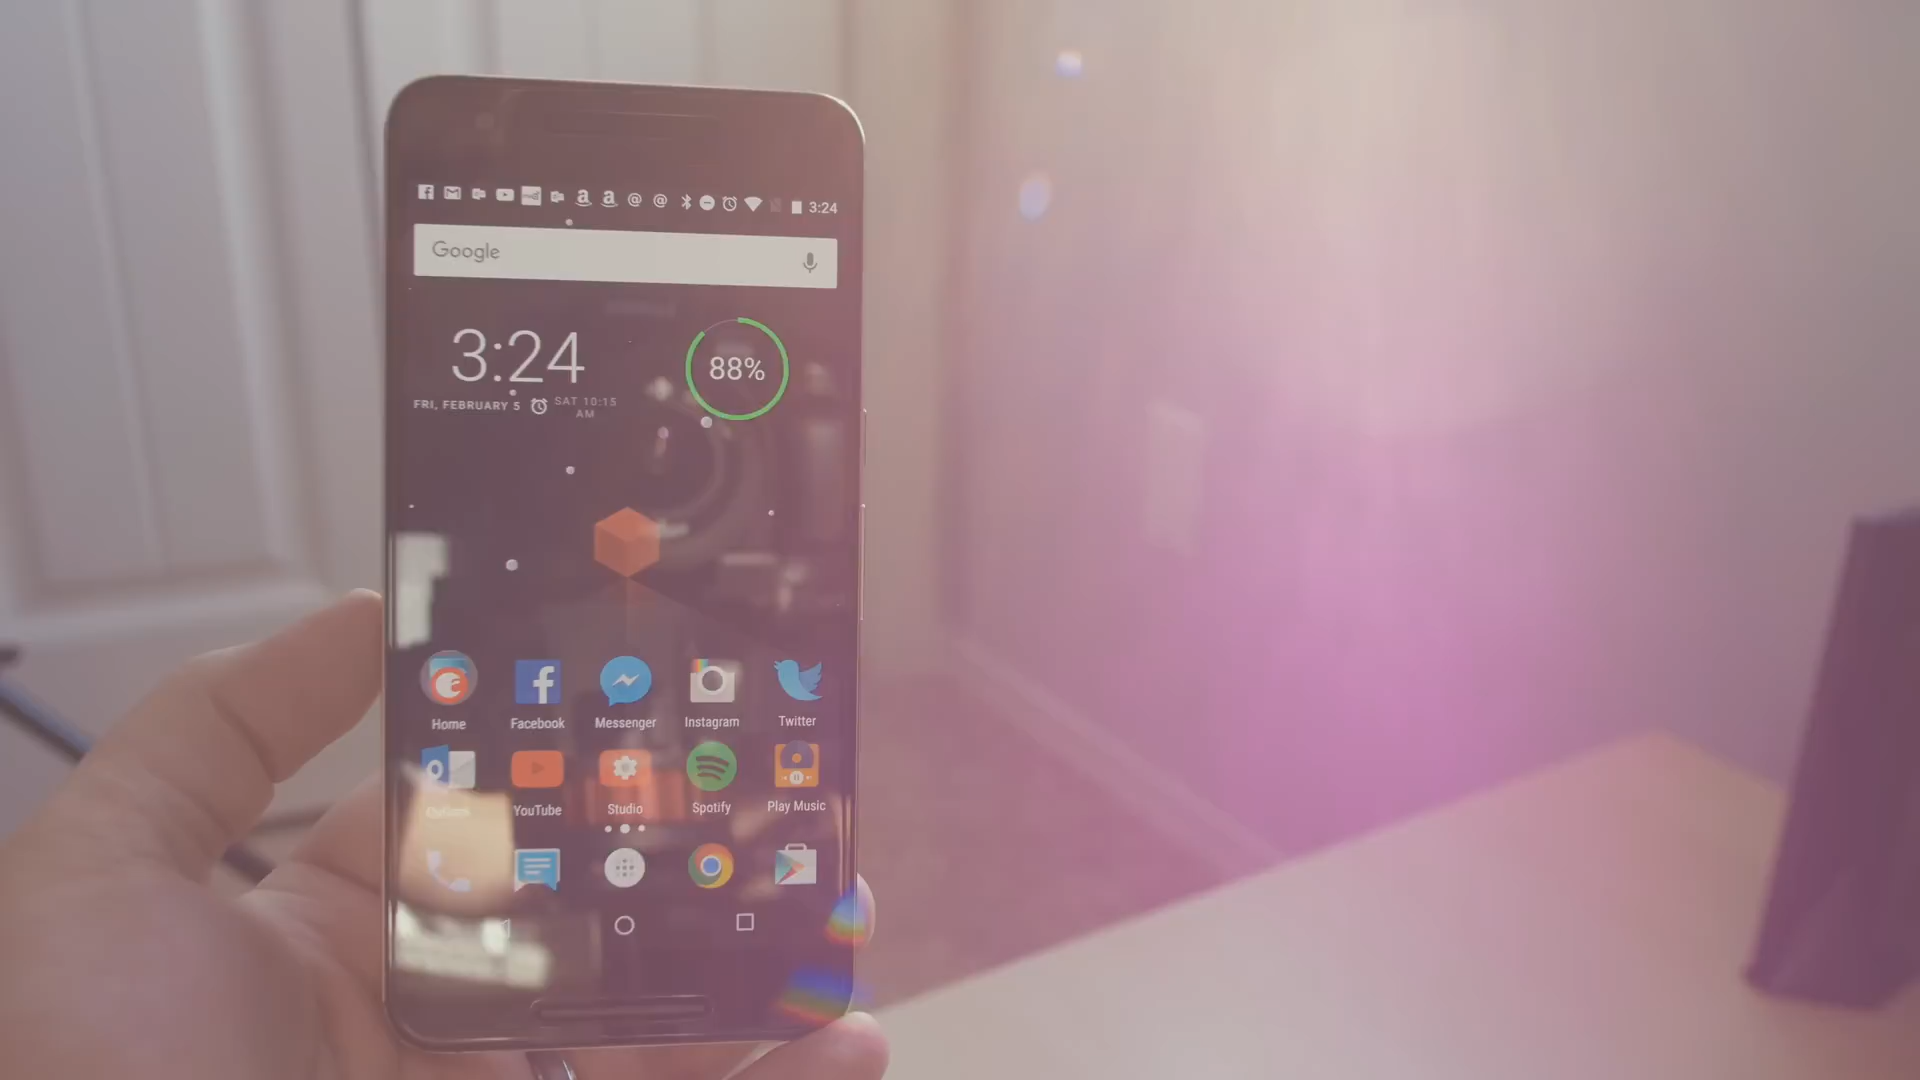 3:24
Google
3:24
88%
FRI, FEBRUARY 5
SAT 10:15
AM
Home
Facebook
Messenger
Instagram
Twitter
YouTube
Studio
Spotify
Play Music